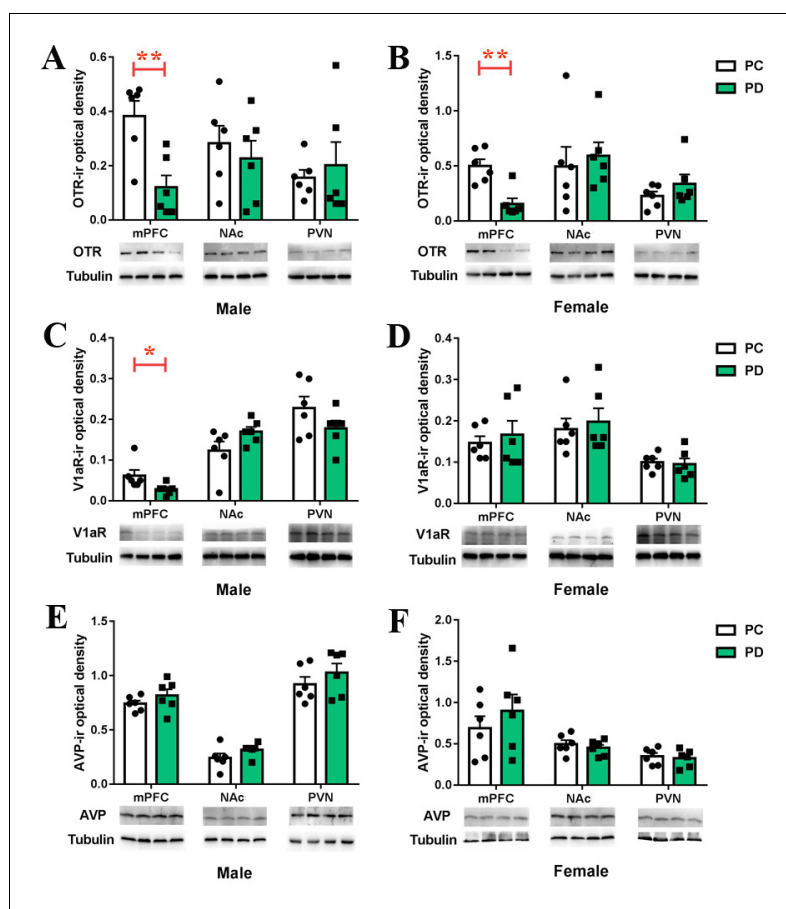 A
OTR-ir optical density
0.6
0.4
0.2
0.0
**
mPFC NAc PVN
OTR
Tubulin
Male
B
OTR-ir optical density
1.5
1.0
0.5
0.0
**
mPFC NAc PVN
OTR
Tubulin
Female
PC
PD
C
V1aR-ir optical density
0.4
0.3
0.2
0.1
0.0
*
mPFC NAc PVN
V1aR
Tubulin
Male
D
V1aR-ir optical density
0.4
0.3
0.2
0.1
0.0
mPFC NAc PVN
V1aR
Tubulin
Female
PC
PD
E
AVP-ir optical density
1.5
1.0
0.5
0.0
mPFC NAc PVN
AVP
Tubulin
Male
F
AVP-ir optical density
2.0
1.5
1.0
0.5
0.0
mPFC NAc PVN
AVP
Tubulin
Female
PC
PD